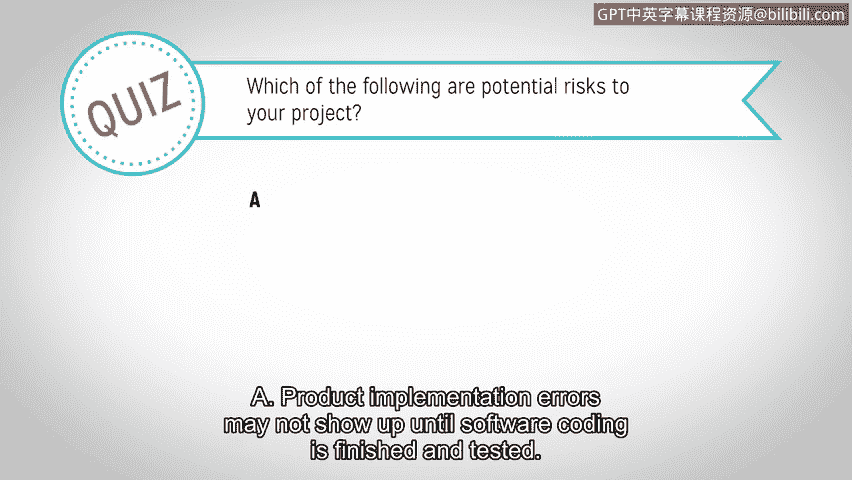 GPT中英字幕课程资源@bilibili.com
QUIZ
Which of the following are potential risks to
your project?
A
A. Product implementation errors
may not show up until software coding
is finished and tested.